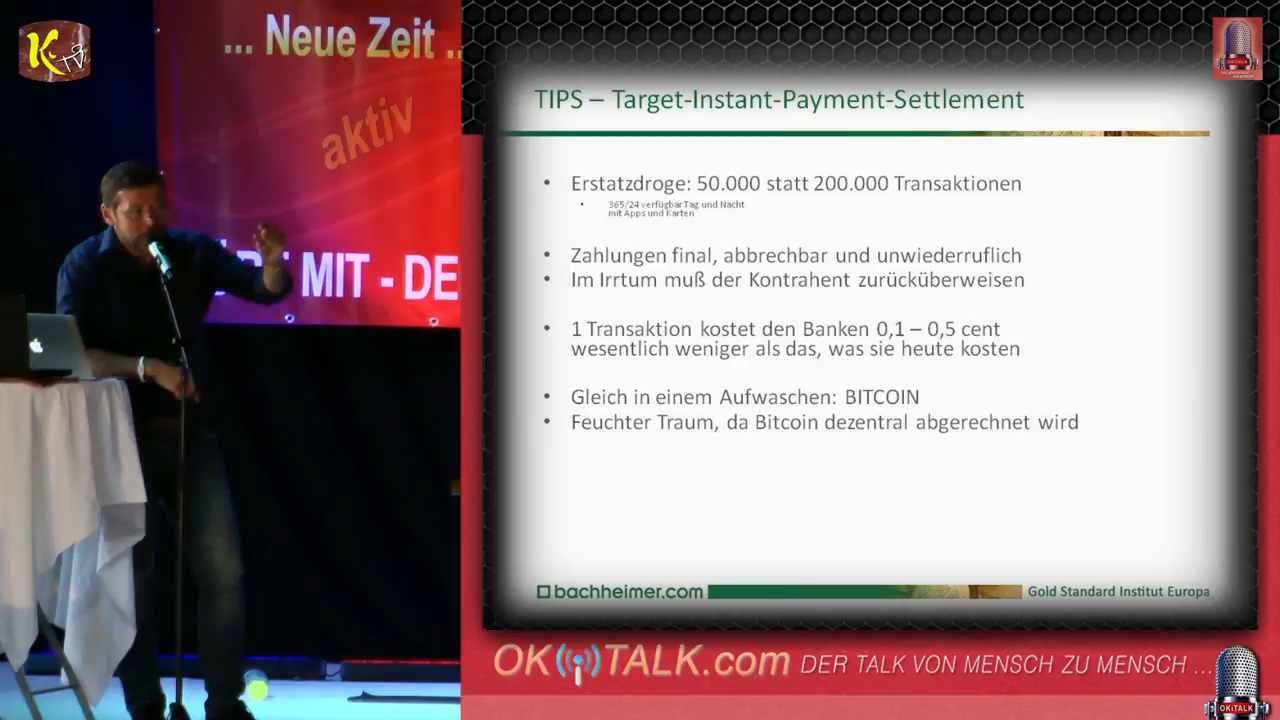 K TV
... Neue Zeit ..
aktiv
MIT - DE
OKiTALK
TIPS – Target-Instant-Payment-Settlement
• Erstatzdroge: 50.000 statt 200.000 Transaktionen
• 365/24 verfügbar Tag und Nacht
mit Apps und Karten
• Zahlungen final, abbrechbar und unwiederruflich
• Im Irrtum muß der Kontrahent zurücküberweisen
• 1 Transaktion kostet den Banken 0,1 – 0,5 cent
wesentlich weniger als das, was sie heute kosten
• Gleich in einem Aufwaschen: BITCOIN
• Feuchter Traum, da Bitcoin dezentral abgerechnet wird
bachheimer.com
Gold Standard Institut Europa
OK TALK.com DER TALK VON MENSCH ZU MENSCH ...
OKiTALK